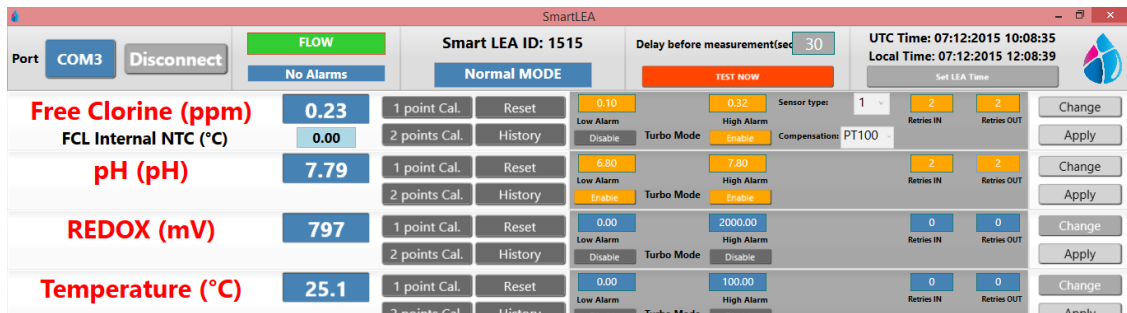 SmartLEA
Port COM3 Disconnect
FLOW
No Alarms
Smart LEA ID: 1515
Normal MODE
Delay before measurement(sec 30
TEST NOW
UTC Time: 07:12:2015 10:08:35
Local Time: 07:12:2015 12:08:39
Set LEA Time
Free Clorine (ppm) 0.23 1 point Cal. Reset 0.10 0.32 Sensor type: 1 2 2 Change
Low Alarm High Alarm Retries IN Retries OUT
FCL Internal NTC (°C) 0.00 2 points Cal. History Disable Turbo Mode Enable Compensation: PT100 Apply
pH (pH) 7.79 1 point Cal. Reset 6.80 7.80 2 2 Change
Low Alarm High Alarm Retries IN Retries OUT
2 points Cal. History Enable Turbo Mode Enable Apply
REDOX (mV) 797 1 point Cal. Reset 0.00 2000.00 0 0 Change
Low Alarm High Alarm Retries IN Retries OUT
2 points Cal. History Disable Turbo Mode Disable Apply
Temperature (°C) 25.1 1 point Cal. Reset 0.00 100.00 0 0 Change
Low Alarm High Alarm Retries IN Retries OUT